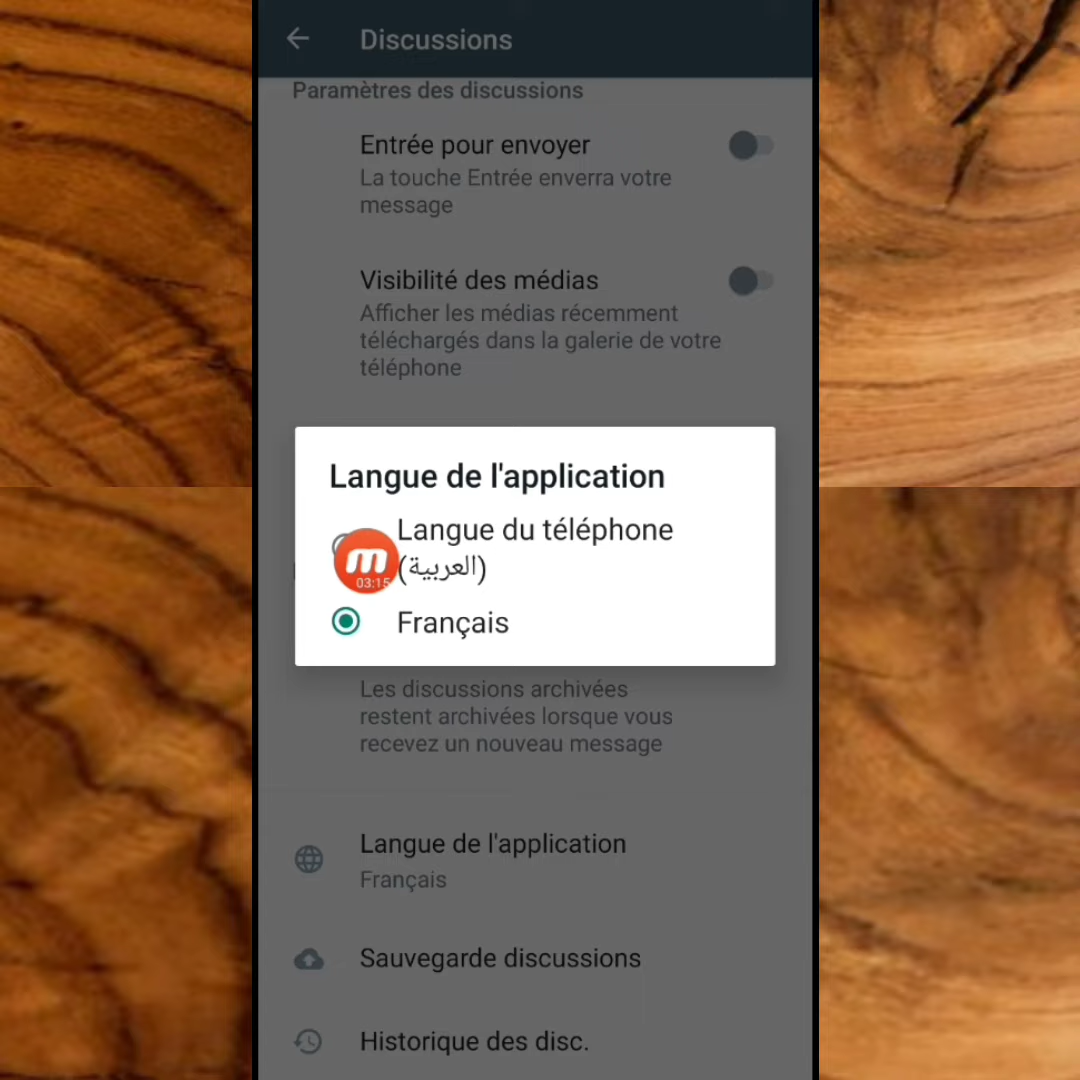 Discussions
Paramètres des discussions
Entrée pour envoyer
La touche Entrée enverra votre
message
Visibilité des médias
Afficher les médias récemment
téléchargés dans la galerie de votre
téléphone
Langue de l'application
Langue du téléphone
(العربية)
m
03:15
Français
Les discussions archivées
restent archivées lorsque vous
recevez un nouveau message
Langue de l'application
Français
Sauvegarde discussions
Historique des disc.